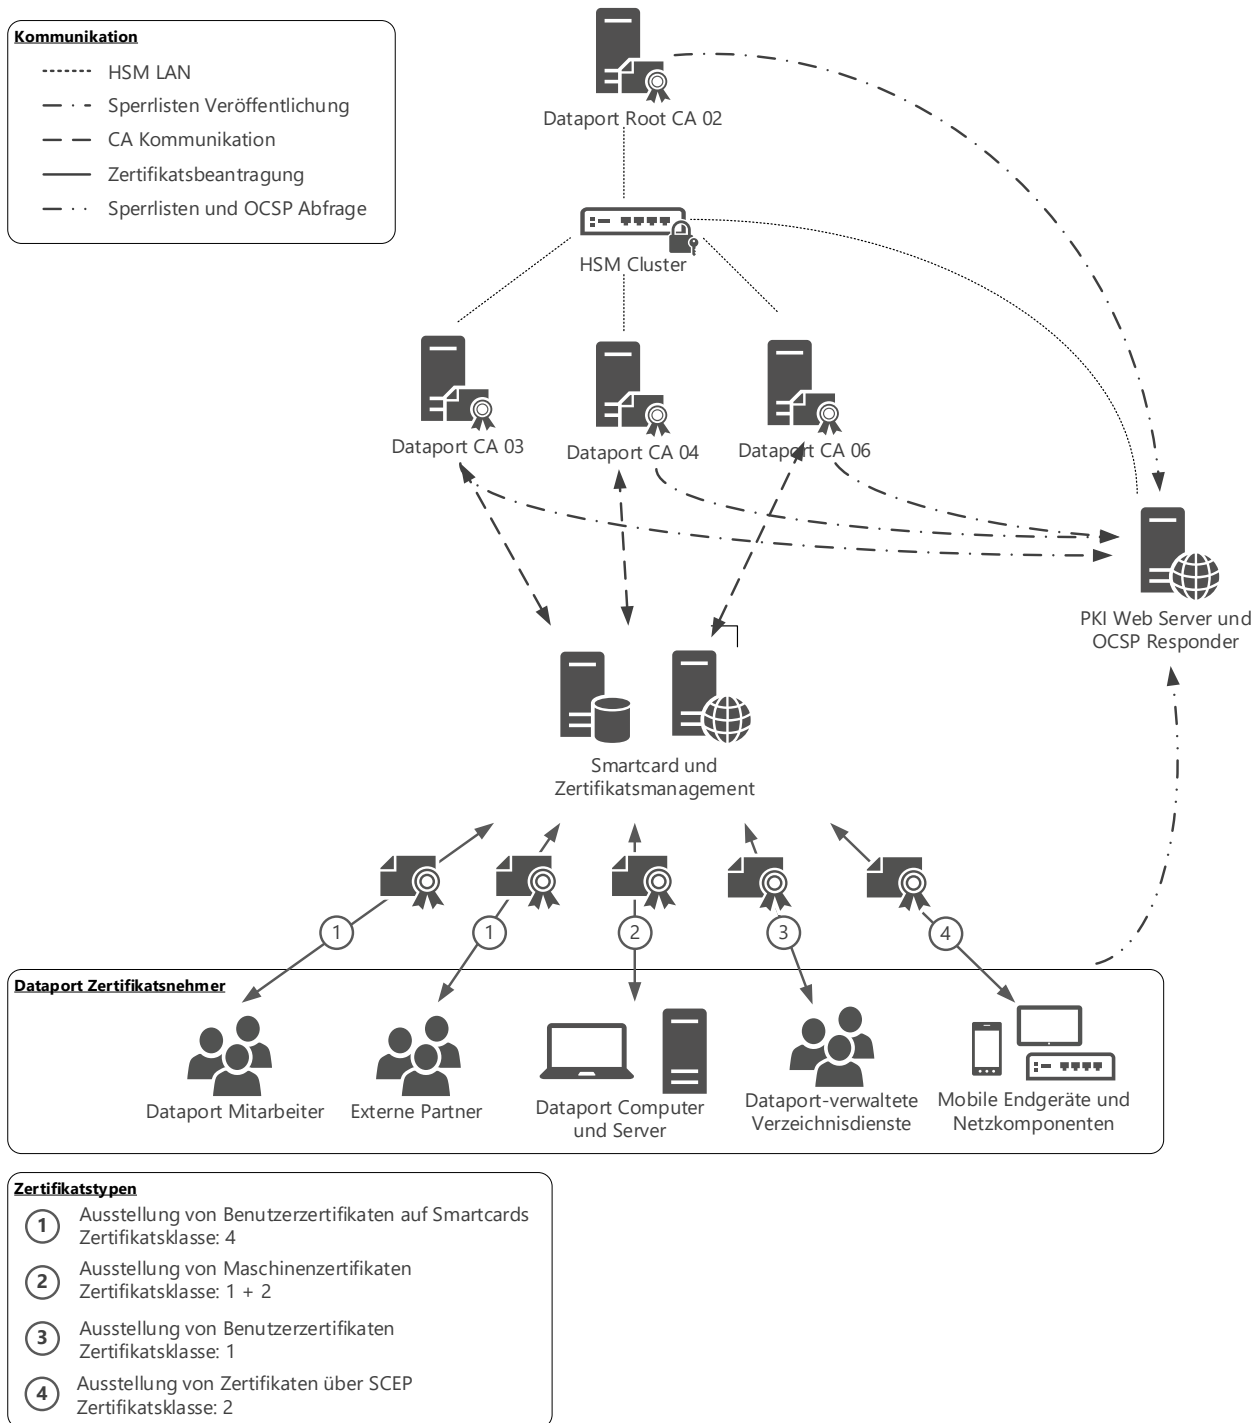 Kommunikation
HSM LAN
Sperrlisten Veröffentlichung
CA Kommunikation
Zertifikatsbeantragung
Sperrlisten und OCSP Abfrage
Dataport Root CA 02
HSM Cluster
Dataport CA 03
Dataport CA 04
Dataport CA 06
PKI Web Server und
OCSP Responder
Smartcard und
Zertifikatsmanagement
1
1
2
3
4
Dataport Zertifikatsnehmer
Dataport Mitarbeiter
Externe Partner
Dataport Computer
und Server
Dataport-verwaltete
Verzeichnisdienste
Mobile Endgeräte und
Netzkomponenten
Zertifikatstypen
1 Ausstellung von Benutzerzertifikaten auf Smartcards
Zertifikatsklasse: 4
2 Ausstellung von Maschinenzertifikaten
Zertifikatsklasse: 1 + 2
3 Ausstellung von Benutzerzertifikaten
Zertifikatsklasse: 1
4 Ausstellung von Zertifikaten über SCEP
Zertifikatsklasse: 2